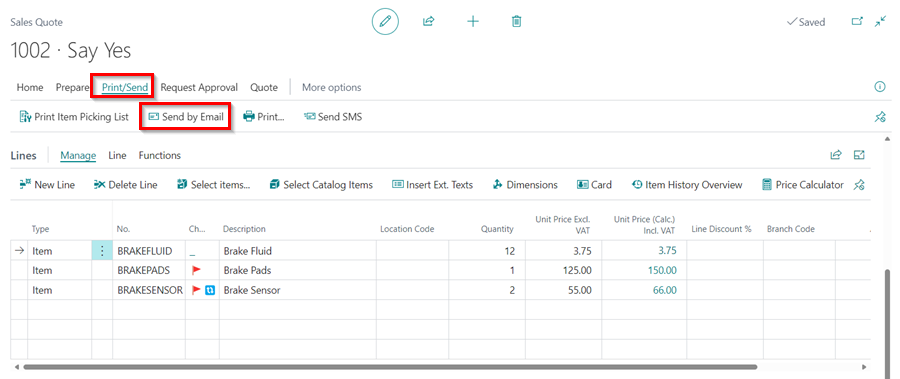 Sales Quote
Saved
1002 · Say Yes
Home Prepare Print/Send Request Approval Quote More options
Print Item Picking List Send by Email Print... Send SMS
Lines Manage Line Functions
New Line Delete Line Select items... Select Catalog Items Insert Ext. Texts Dimensions Card Item History Overview Price Calculator
Type No. Ch... Description Location Code Quantity Unit Price Excl. VAT Unit Price (Calc.) Incl. VAT Line Discount % Branch Code
Item BRAKEFLUID _ Brake Fluid 12 3.75 3.75
Item BRAKEPADS Brake Pads 1 125.00 150.00
Item BRAKESENSOR Brake Sensor 2 55.00 66.00